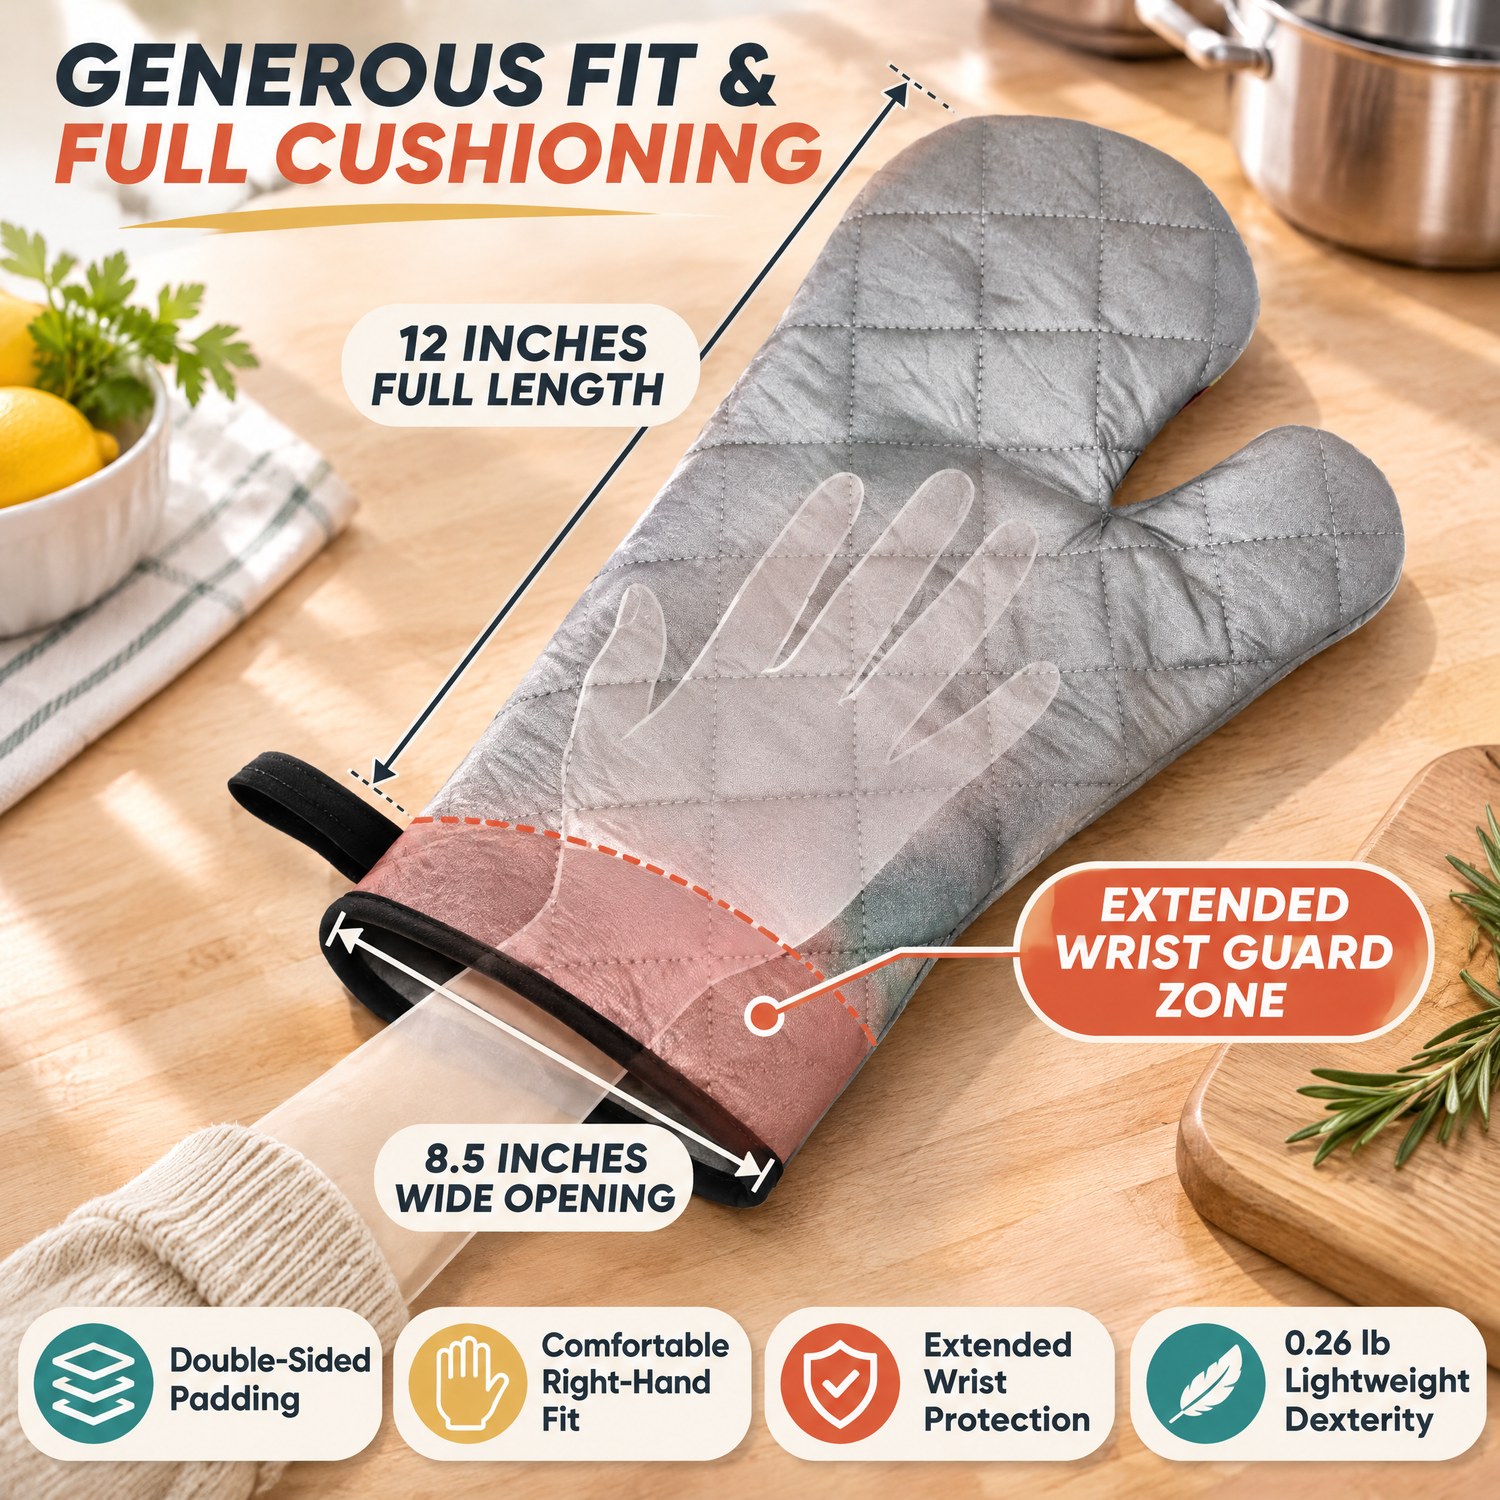 GENEROUS FIT &
FULL CUSHIONING
12 INCHES
FULL LENGTH
EXTENDED
WRIST GUARD
ZONE
8.5 INCHES
WIDE OPENING
Double-Sided
Padding
Comfortable
Right-Hand
Fit
Extended
Wrist
Protection
0.26 lb
Lightweight
Dexterity